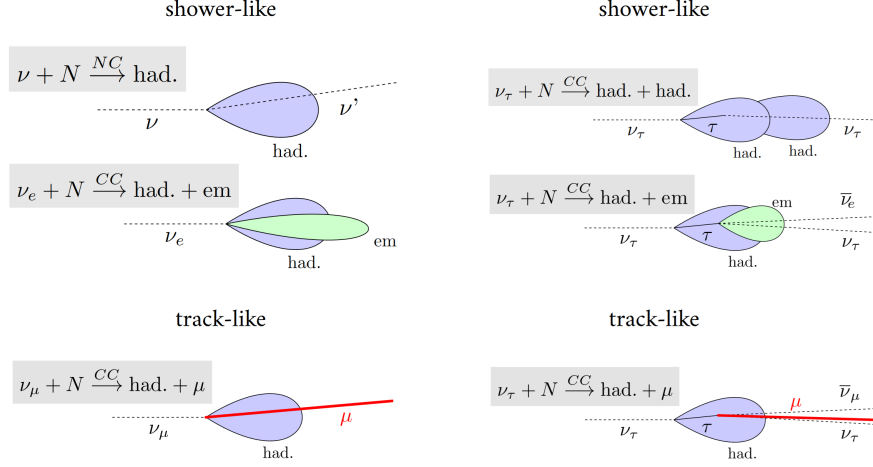 shower-like
ν + N NC→ had.
ν
ν'
had.
ν_e + N CC→ had. + em
ν_e
em
had.
track-like
ν_μ + N CC→ had. + μ
ν_μ
μ
had.
shower-like
ν_τ + N CC→ had. + had.
ν_τ
τ
ν_τ
had.
had.
ν_τ + N CC→ had. + em
em
ν̅_e
ν_τ
τ
ν_τ
had.
track-like
ν_τ + N CC→ had. + μ
μ
ν̅_μ
ν_τ
τ
ν_τ
had.